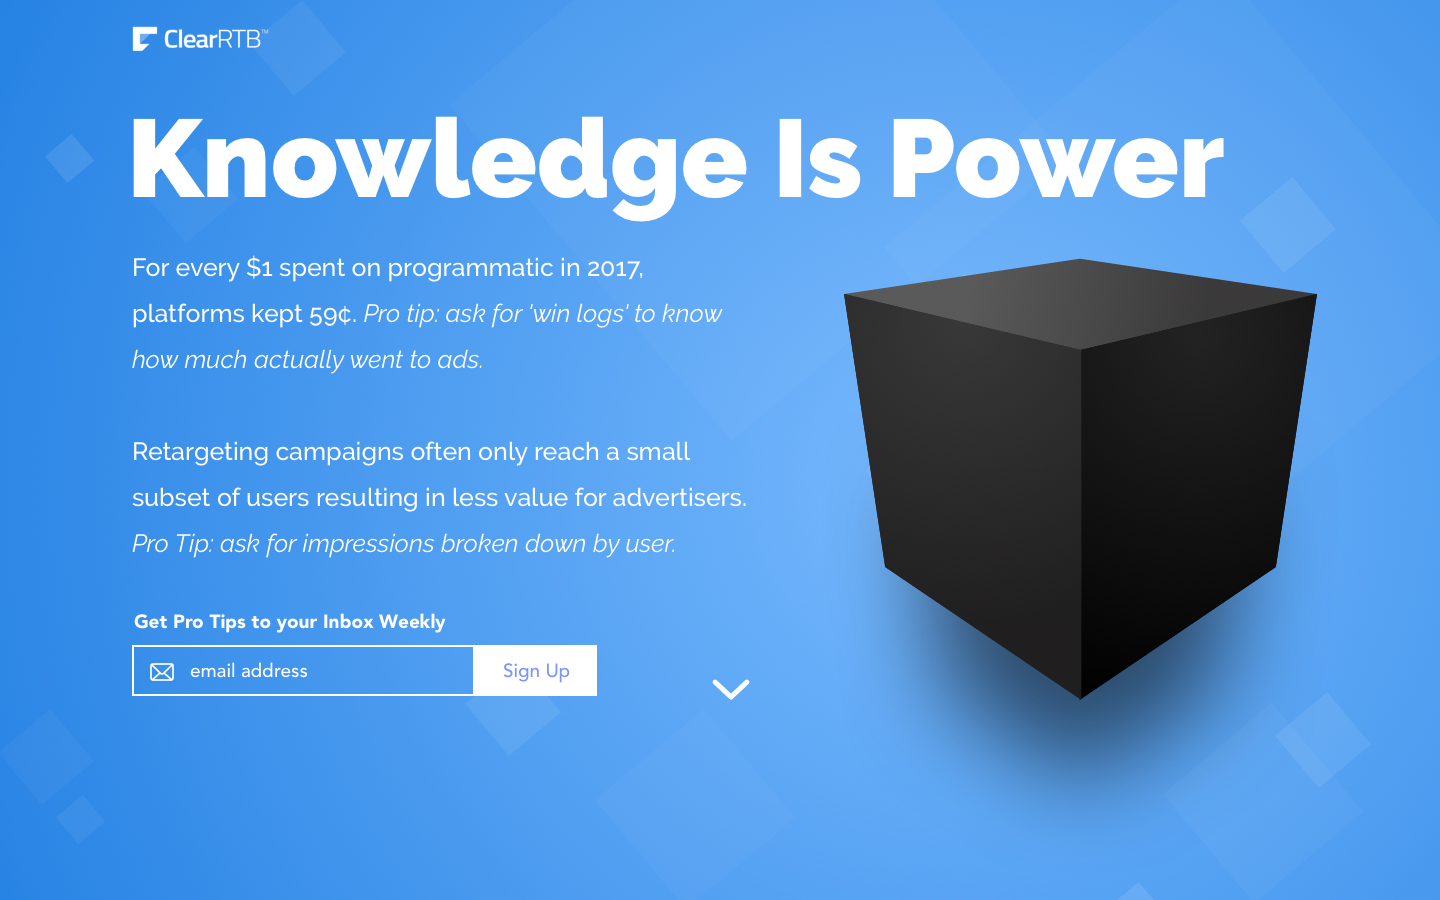 ClearRTB™
Knowledge Is Power
For every $1 spent on programmatic in 2017,
platforms kept 59¢. Pro tip: ask for 'win logs' to know
how much actually went to ads.
Retargeting campaigns often only reach a small
subset of users resulting in less value for advertisers.
Pro Tip: ask for impressions broken down by user.
Get Pro Tips to your Inbox Weekly
email address
Sign Up